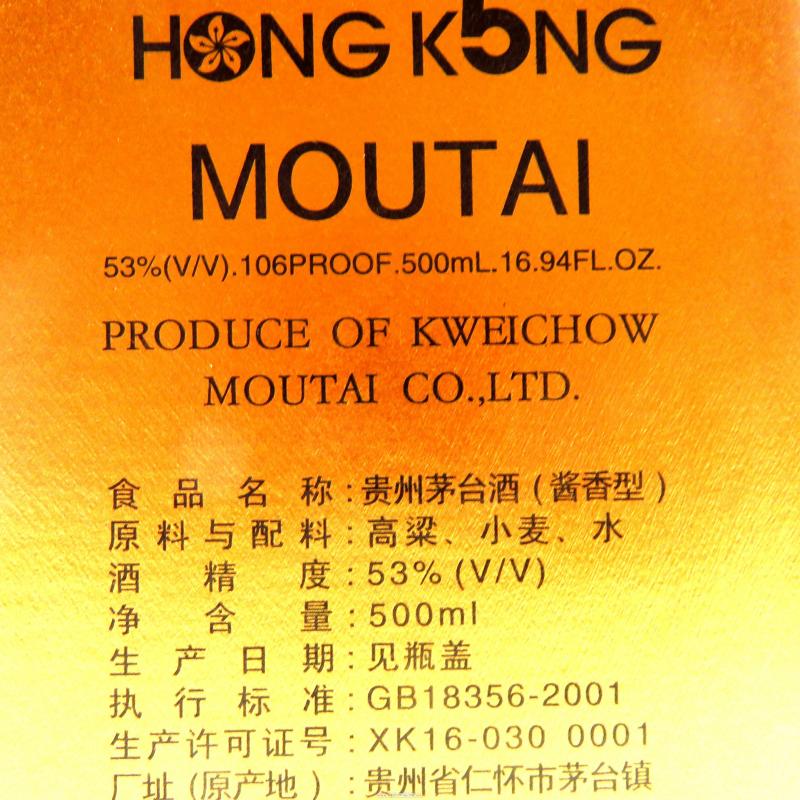 HONG K5NG
MOUTAI
53%(V/V).106PROOF.500mL.16.94FL.OZ.
PRODUCE OF KWEICHOW
MOUTAI CO.,LTD.
食品名称:贵州茅台酒(酱香型)
原料与配料:高粱、小麦、水
酒精度:53%(V/V)
净含量:500ml
生产日期:见瓶盖
执行标准:GB18356-2001
生产许可证号:XK16-030 0001
厂址(原产地):贵州省仁怀市茅台镇